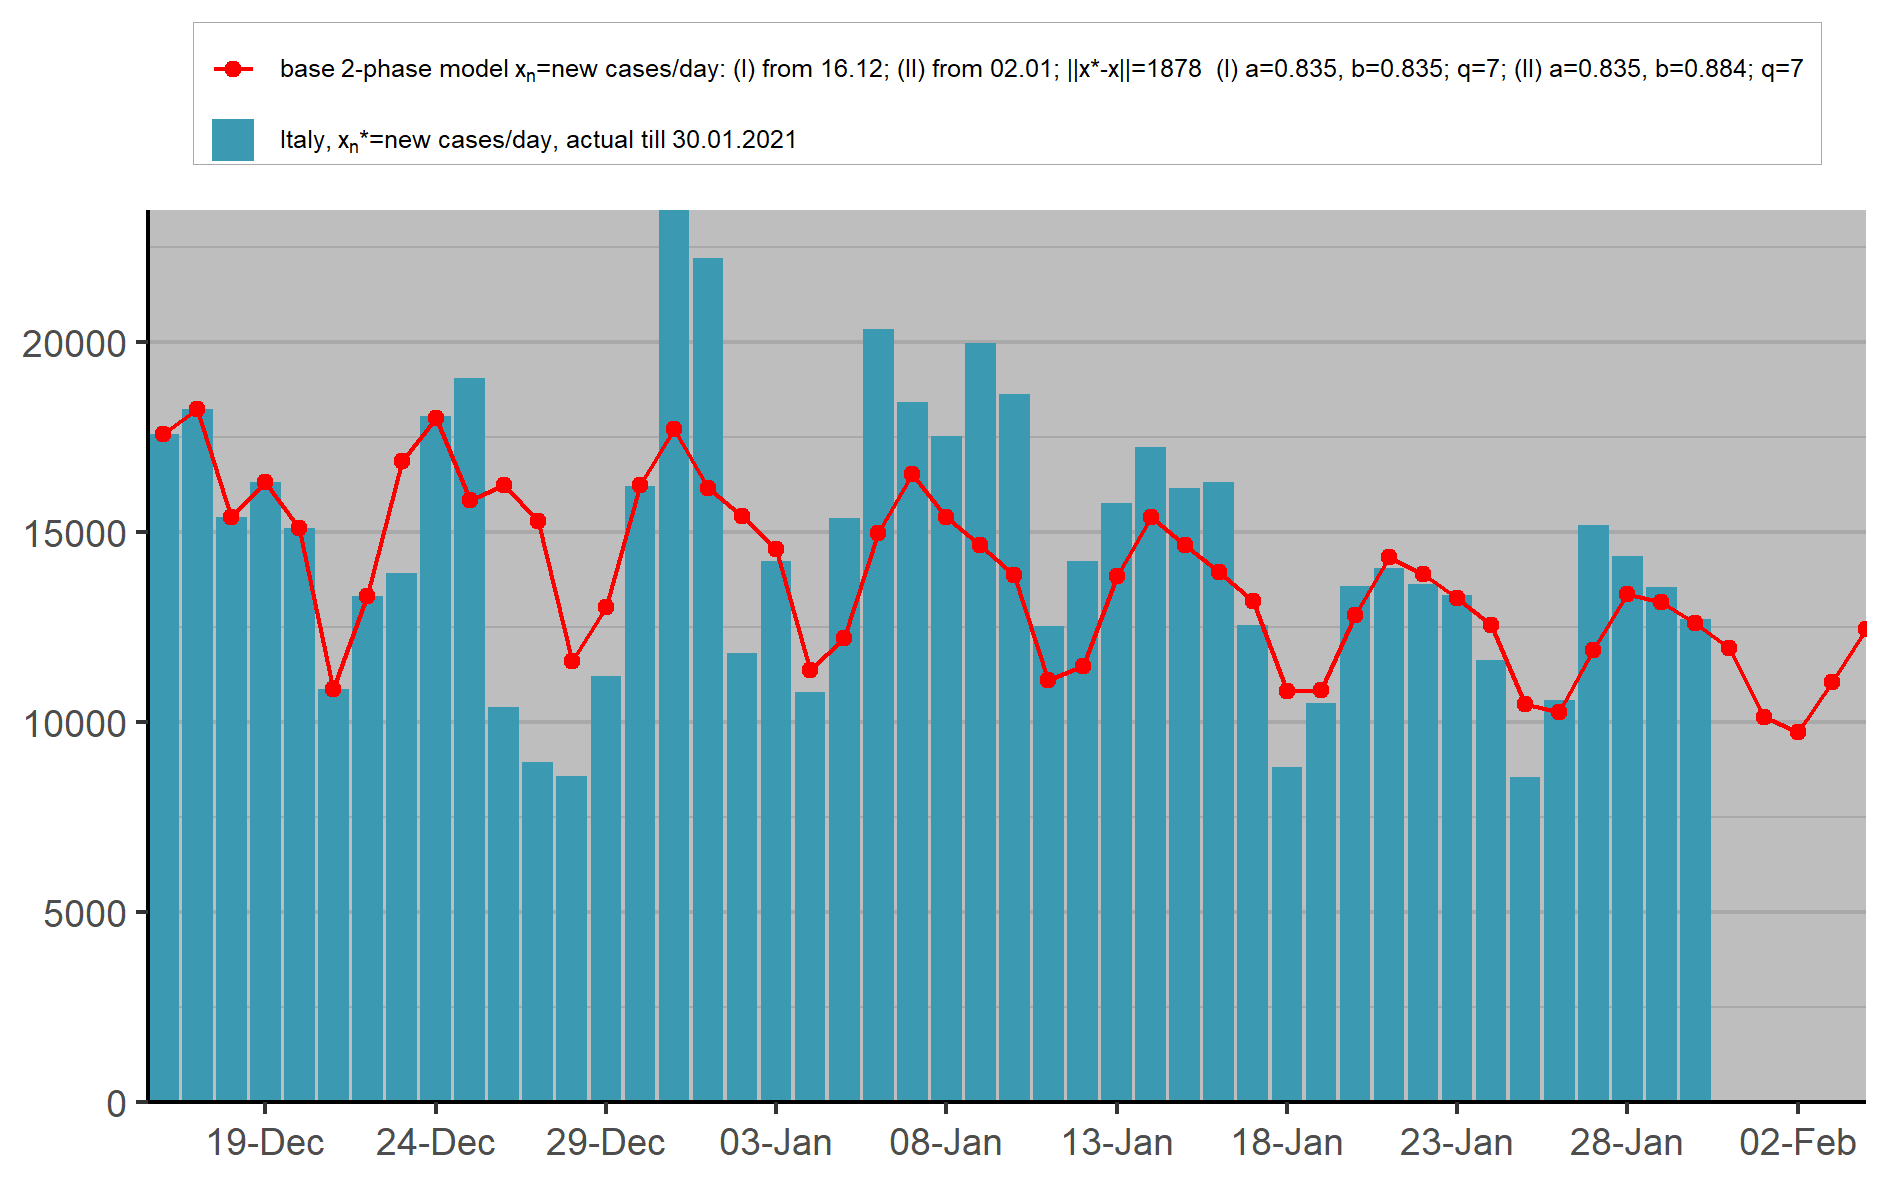 base 2-phase model xₙ=new cases/day: (I) from 16.12; (II) from 02.01; ||x*-x||=1878  (I) a=0.835, b=0.835; q=7; (II) a=0.835, b=0.884; q=7
Italy, xₙ*=new cases/day, actual till 30.01.2021
20000
15000
10000
5000
0
19-Dec 24-Dec 29-Dec 03-Jan 08-Jan 13-Jan 18-Jan 23-Jan 28-Jan 02-Feb